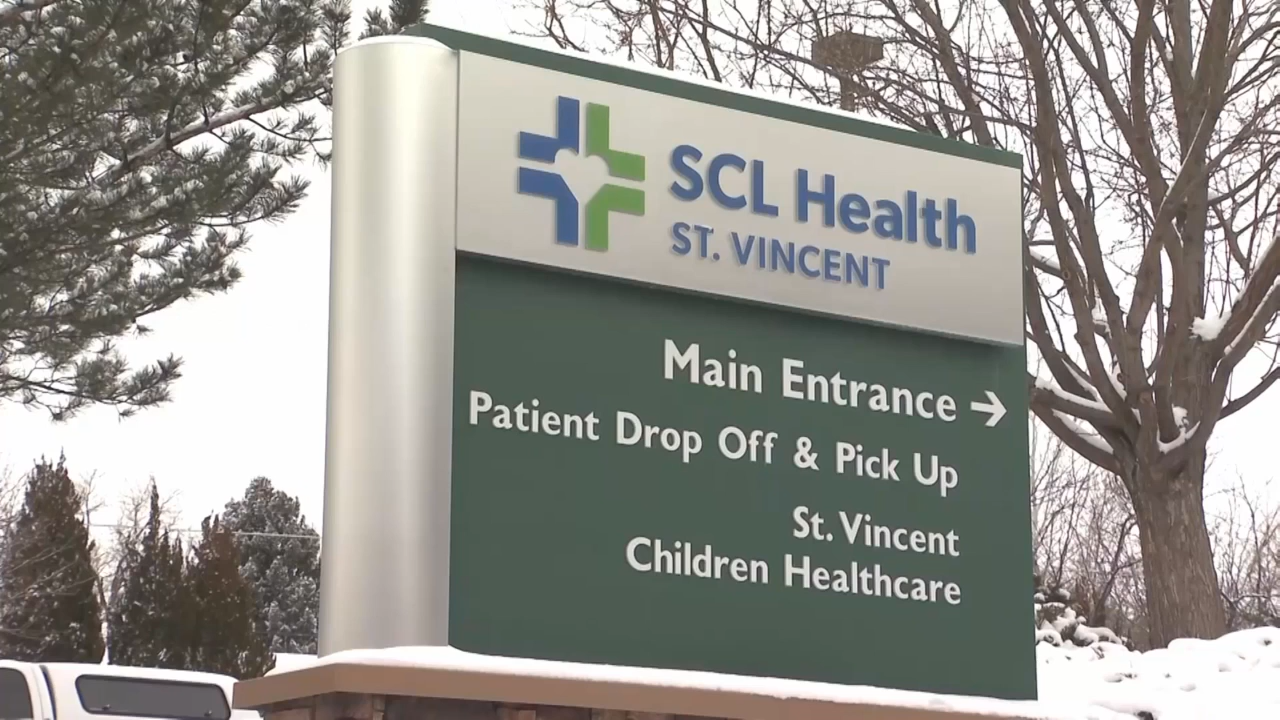 SCL Health
ST. VINCENT
Main Entrance →
Patient Drop Off & Pick Up
St. Vincent
Children Healthcare